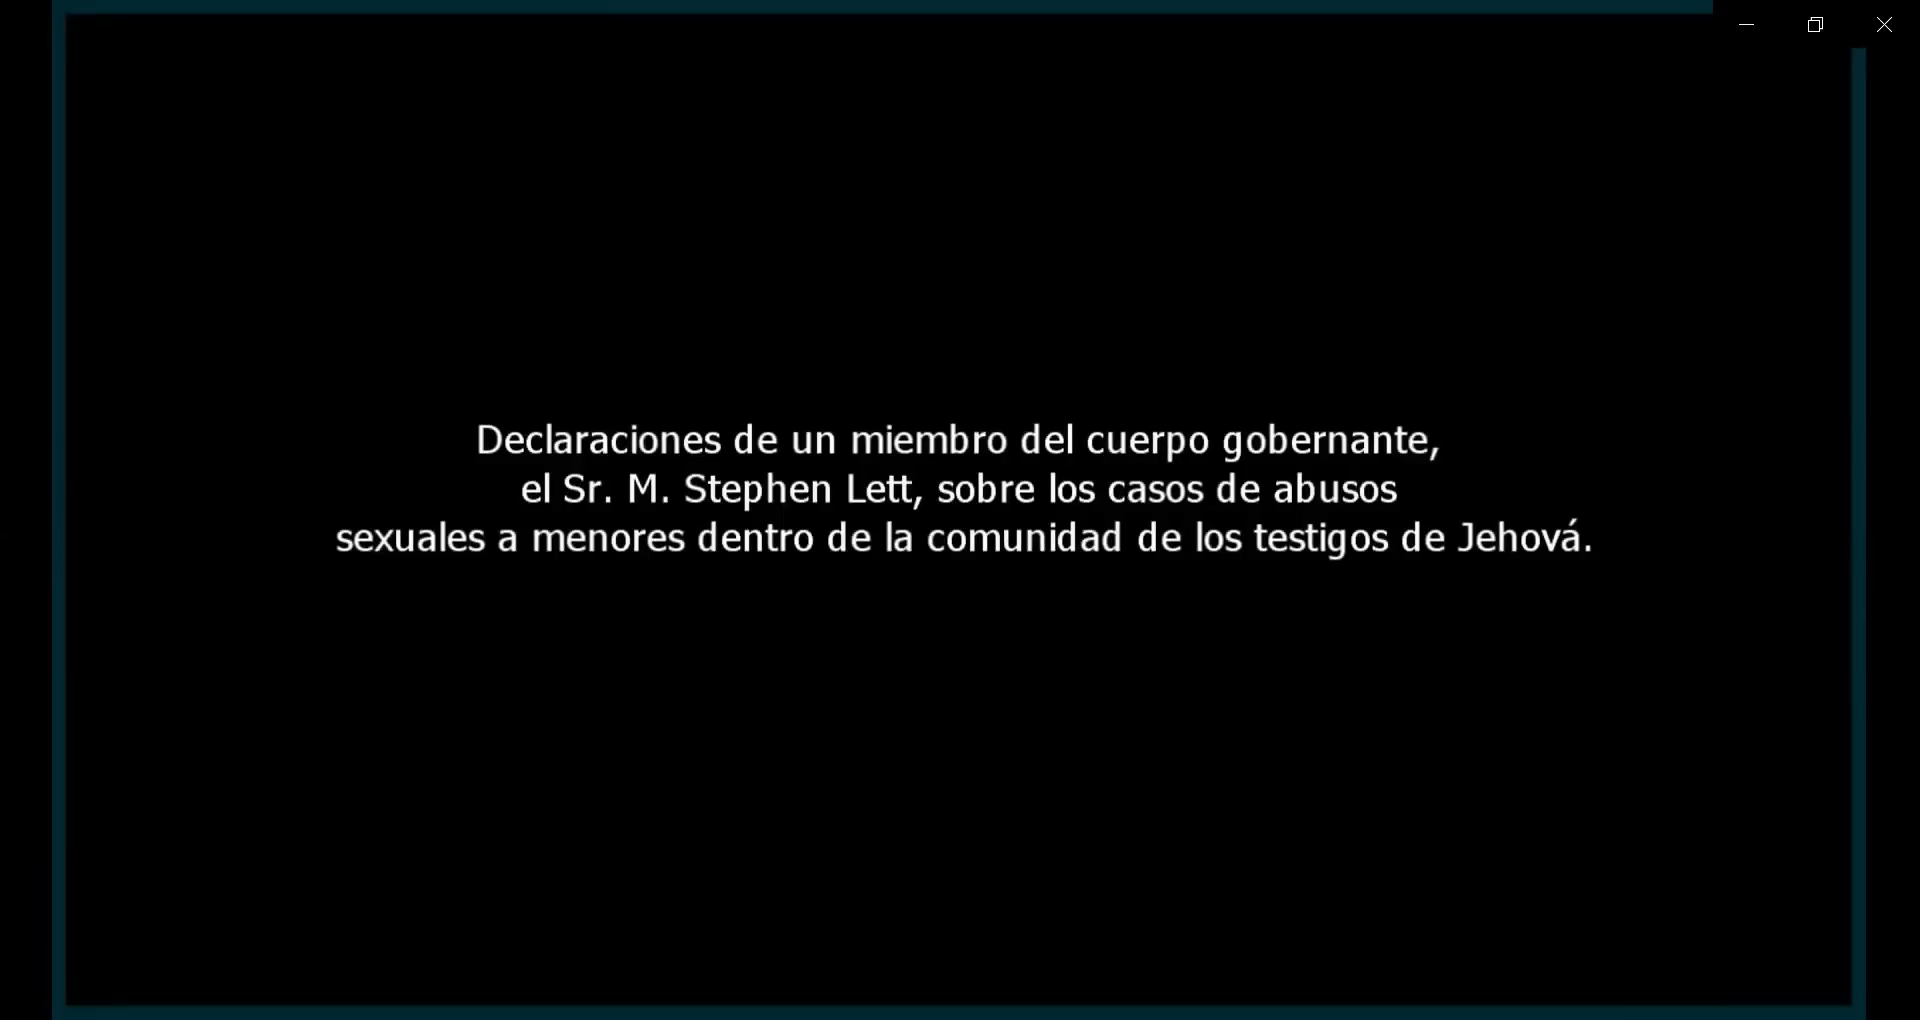 Declaraciones de un miembro del cuerpo gobernante,
el Sr. M. Stephen Lett, sobre los casos de abusos
sexuales a menores dentro de la comunidad de los testigos de Jehová.